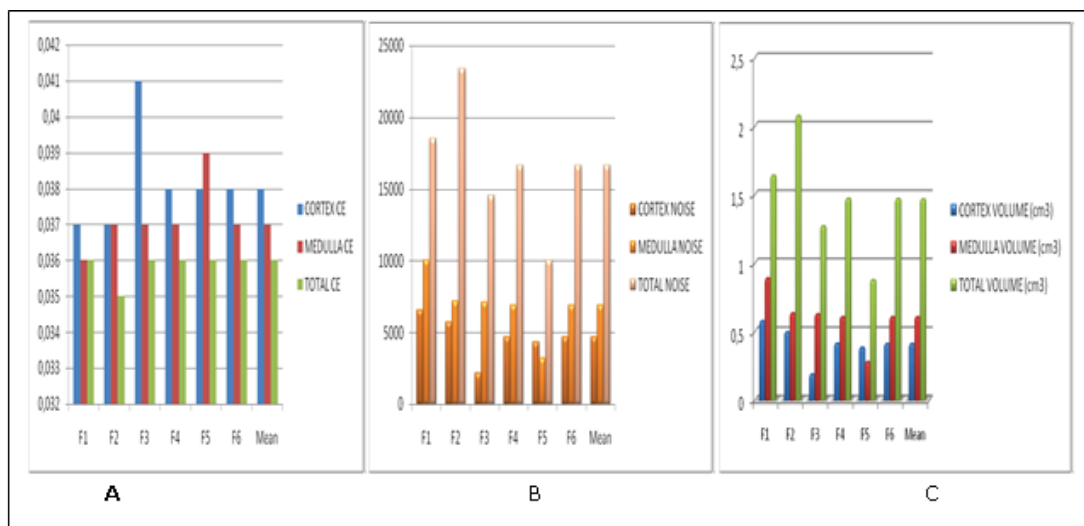 0,042
0,041
0,04
0,039
0,038
0,037
0,036
0,035
0,034
0,033
0,032
F1 F2 F3 F4 F5 F6 Mean
CORTEX CE
MEDULLA CE
TOTAL CE
A
25000
20000
15000
10000
5000
0
F1 F2 F3 F4 F5 F6 Mean
CORTEX NOISE
MEDULLA NOISE
TOTAL NOISE
B
2,5
2
1,5
1
0,5
0
F1 F2 F3 F4 F5 F6 Mean
CORTEX VOLUME (cm3)
MEDULLA VOLUME (cm3)
TOTAL VOLUME (cm3)
C